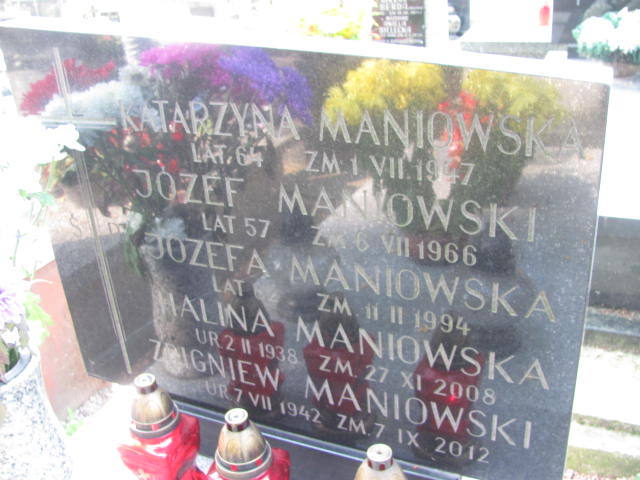 KATARZYNA MANIOWSKA
LAT 64 ZM. 1 VII 1947
JÓZEF MANIOWSKI
LAT 57 ZM 6 VII 1966
JÓZEFA MANIOWSKA
LAT ZM. 11 II 1994
HALINA MANIOWSKA
UR. 2 II 1938 ZM. 27 XI 2008
ZBIGNIEW MANIOWSKI
UR. 7 VII 1942 ZM. 7 IX 2012